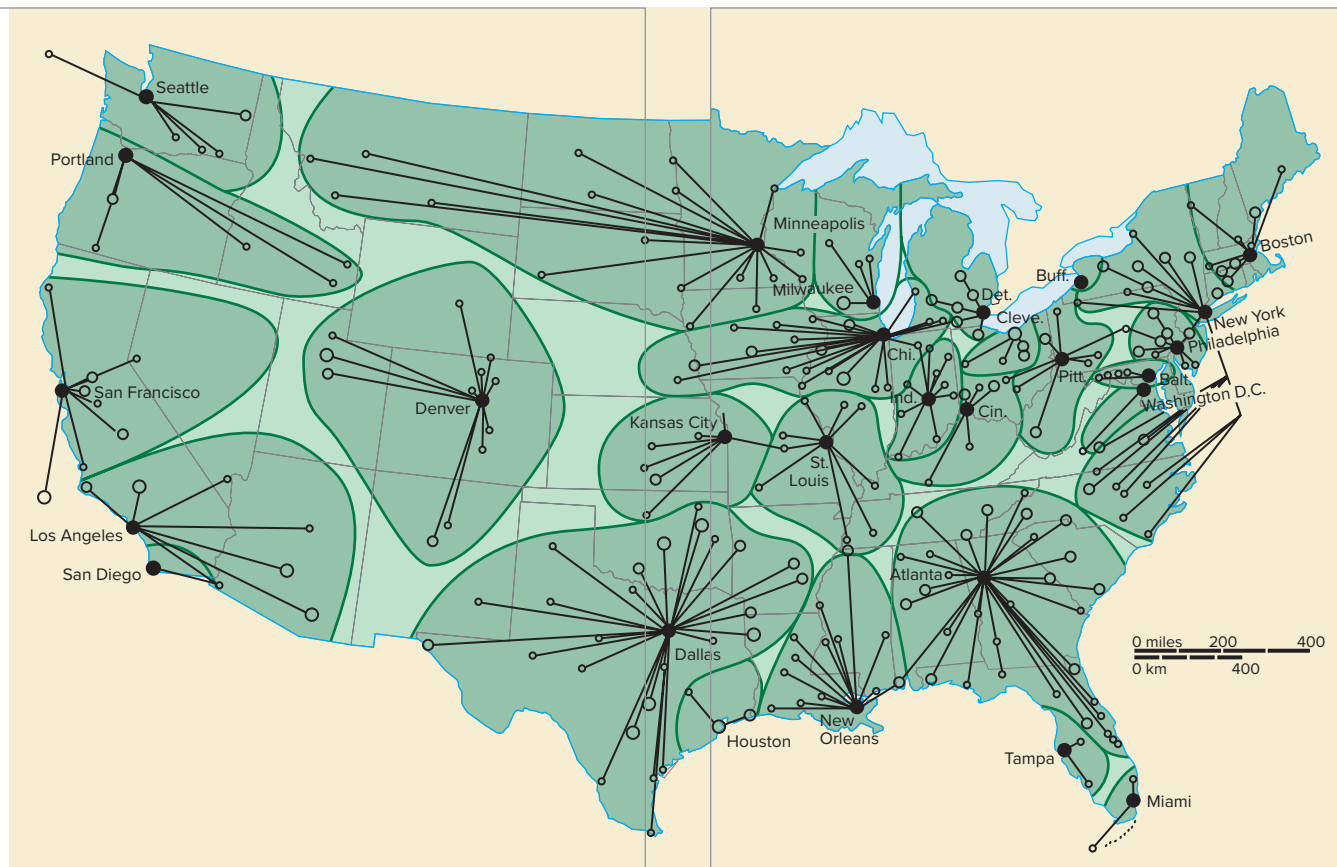 Seattle
Portland
Minneapolis
Boston
Buff.
Milwaukee
Det.
Cleve.
New York
Philadelphia
Chi.
Pitt.
Balt.
San Francisco
Denver
Ind.
Cin.
Washington D.C.
Kansas City
St.
Louis
Los Angeles
San Diego
Atlanta
0 miles 200 400
0 km 400
Dallas
New
Orleans
Houston
Tampa
Miami